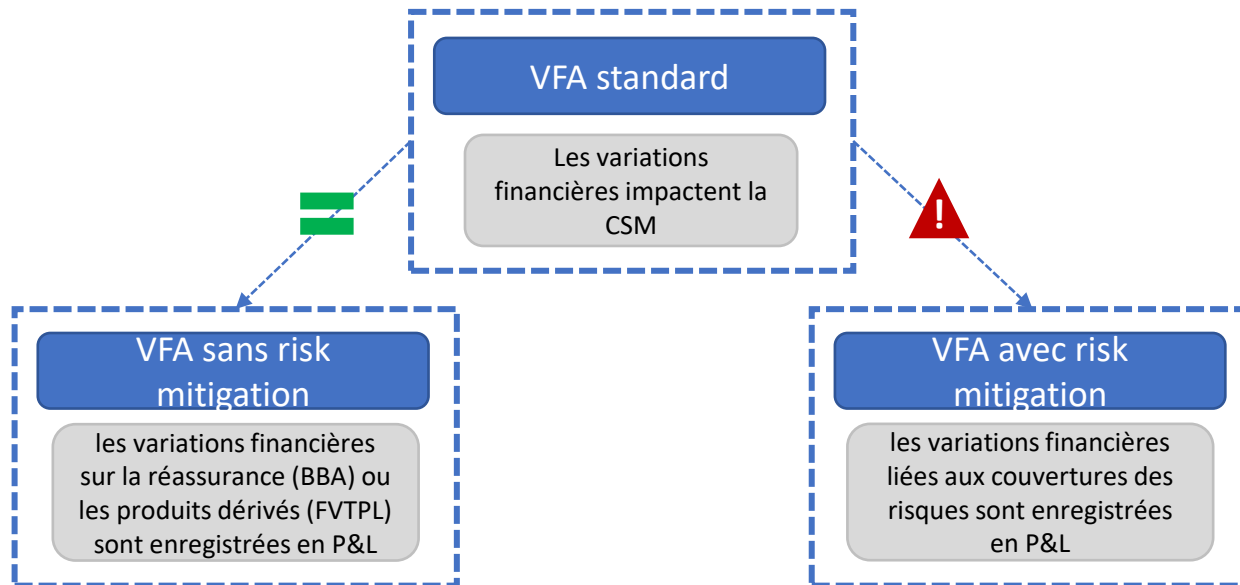 VFA standard
Les variations
financières impactent la
CSM
!
VFA sans risk
mitigation
les variations financières
sur la réassurance (BBA) ou
les produits dérivés (FVTPL)
sont enregistrées en P&L
VFA avec risk
mitigation
les variations financières
liées aux couvertures des
risques sont enregistrées
en P&L